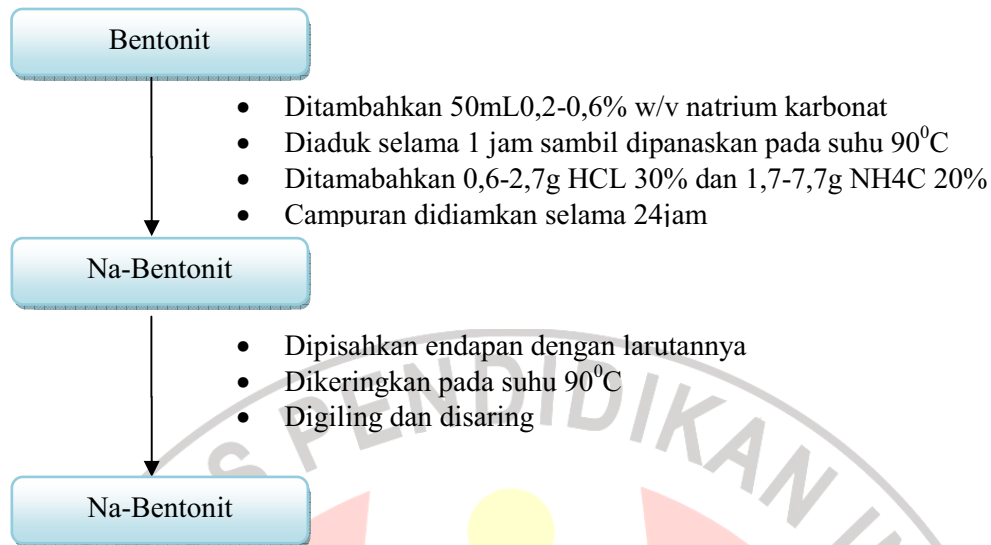 Bentonit
• Ditambahkan 50mL0,2-0,6% w/v natrium karbonat
• Diaduk selama 1 jam sambil dipanaskan pada suhu 90⁰C
• Ditamabahkan 0,6-2,7g HCL 30% dan 1,7-7,7g NH4C 20%
• Campuran didiamkan selama 24jam
Na-Bentonit
• Dipisahkan endapan dengan larutannya
• Dikeringkan pada suhu 90⁰C
• Digiling dan disaring
S PENDIDIKAN I
Na-Bentonit